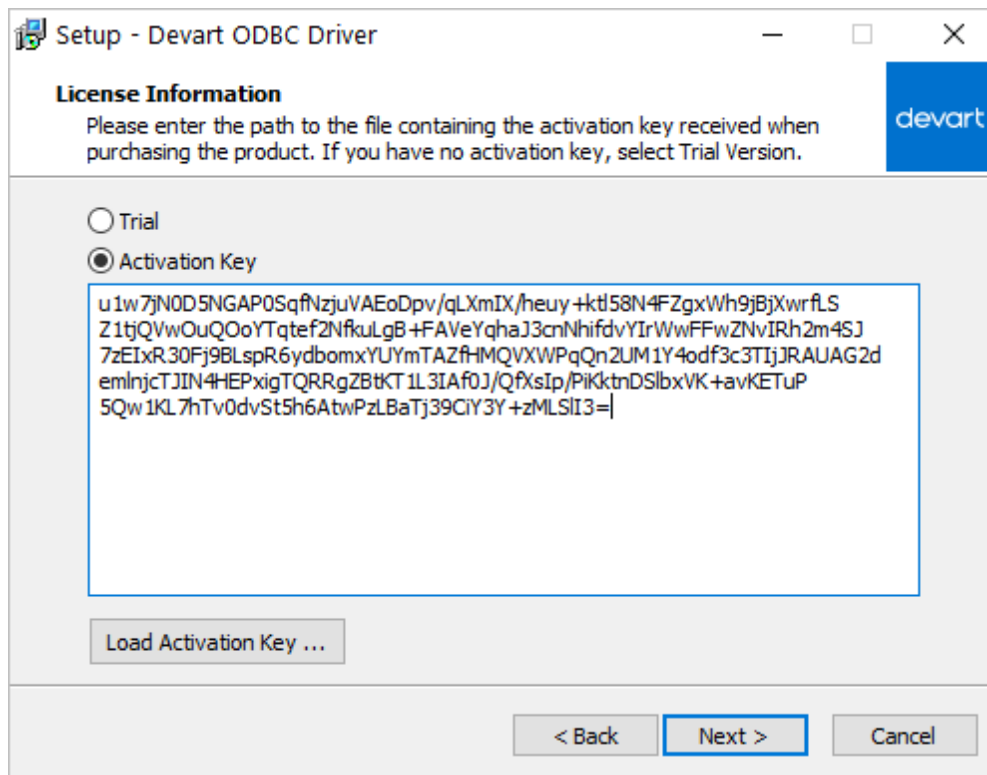 Setup - Devart ODBC Driver
License Information
Please enter the path to the file containing the activation key received when
purchasing the product. If you have no activation key, select Trial Version.
devart
Trial
Activation Key
u1w7jN0D5NGAP0SqfNzjuVAEoDpv/qLXmIX/heuy+ktl58N4FZgxWh9jBjXwrfLS
Z1tjQVwOuQOoYTqtef2NfkuLgB+FAVeYqhaJ3cnNhifdvYIrWwFFwZNvIRh2m4SJ
7zEIxR30Fj9BLspR6ydbomxYUYmTAZfHMQVXWPqQn2UM1Y4odf3c3TIjJRAUAG2d
emlnjcTJIN4HEPxigTQRRgZBtKT1L3IAf0J/QfXsIp/PiKktnDSlbxVK+avKETuP
5Qw1KL7hTv0dvSt5h6AtwPzLBaTj39CiY3Y+zMLSlI3=
Load Activation Key ...
< Back
Next >
Cancel